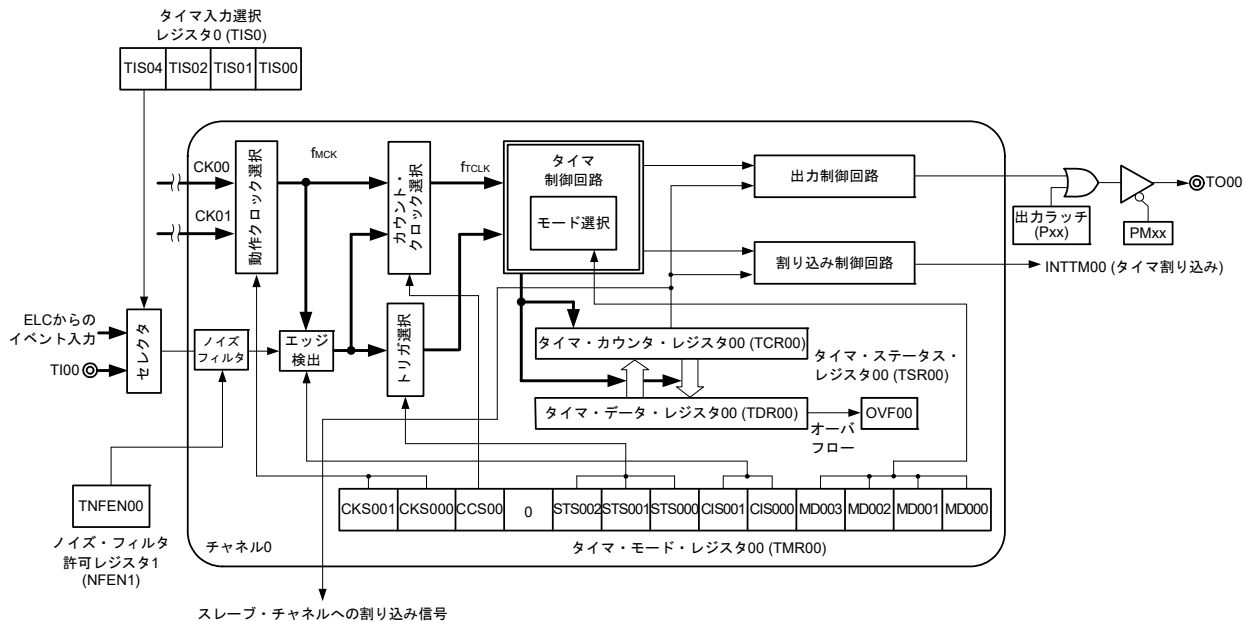 タイマ入力選択
レジスタ0 (TIS0)
TIS04 TIS02 TIS01 TIS00
CK00
CK01
動作クロック選択
fMCK
カウント・
クロック選択
fTCLK
タイマ
制御回路
モード選択
出力制御回路
出力ラッチ
(Pxx)
PMxx
TO00
割り込み制御回路
INTTM00 (タイマ割り込み)
ELCからの
イベント入力
TI00
セレクタ
ノイズ
フィルタ
エッジ
検出
トリガ選択
タイマ・カウンタ・レジスタ00 (TCR00)
タイマ・ステータス・
レジスタ00 (TSR00)
タイマ・データ・レジスタ00 (TDR00)
OVF00
オーバ
フロー
TNFEN00
ノイズ・フィルタ
許可レジスタ1
(NFEN1)
CKS001 CKS000 CCS00 0 STS002 STS001 STS000 CIS001 CIS000 MD003 MD002 MD001 MD000
チャネル0
タイマ・モード・レジスタ00 (TMR00)
スレーブ・チャネルへの割り込み信号